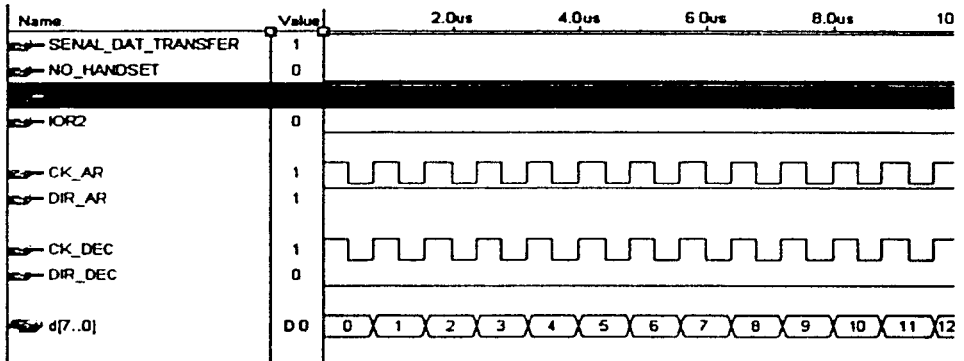 Name: Value 2.0us 4.0us 6.0us 8.0us 10
SENAL_DAT_TRANSFER 1
NO_HANDSET 0
IOR2 0
CK_AR 1
DIR_AR 1
CK_DEC 1
DIR_DEC 0
d[7..0] D 0 0 1 2 3 4 5 6 7 8 9 10 11 12